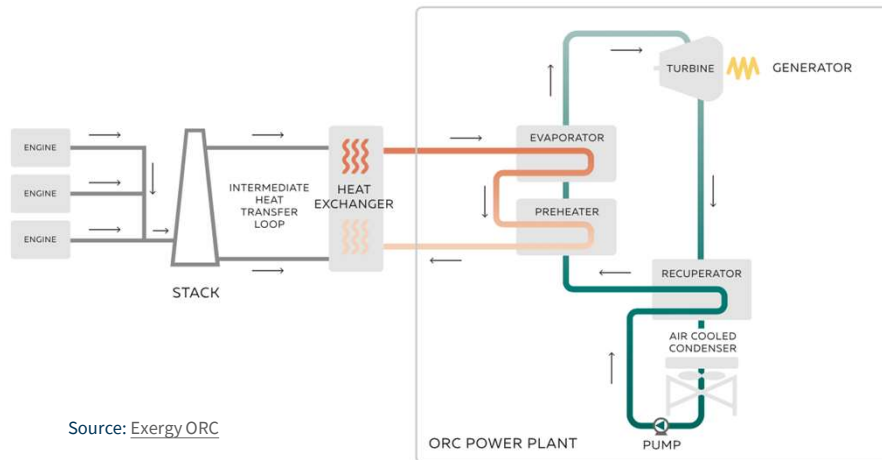 TURBINE
GENERATOR
ENGINE
EVAPORATOR
INTERMEDIATE
HEAT
TRANSFER
LOOP
HEAT
EXCHANGER
ENGINE
PREHEATER
ENGINE
STACK
RECUPERATOR
AIR COOLED
CONDENSER
Source: Exergy ORC
ORC POWER PLANT
PUMP